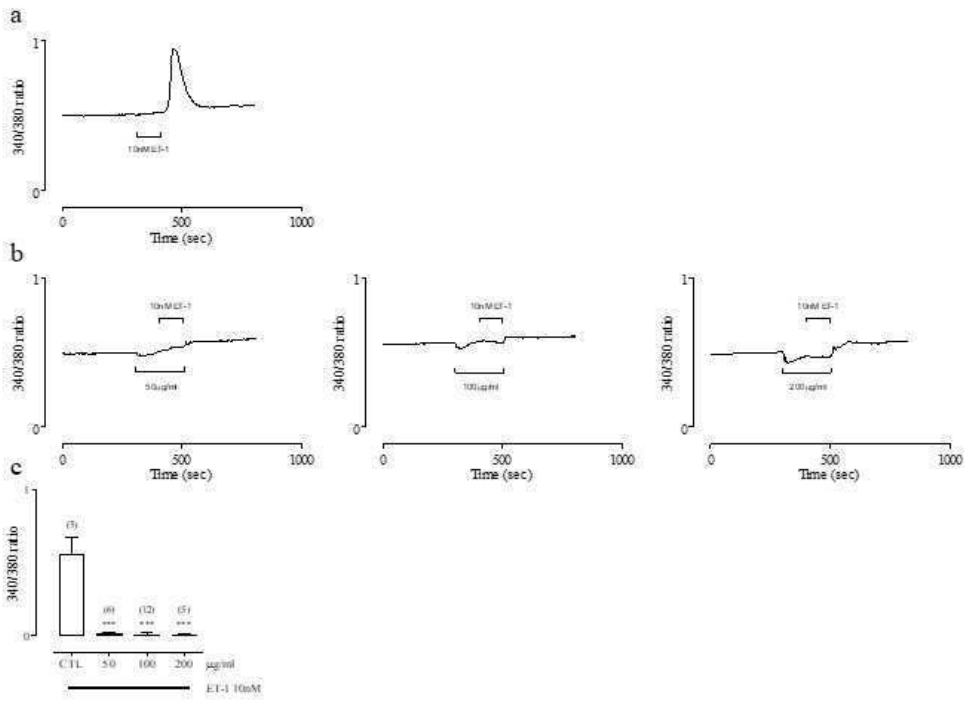 a
1
340/380 ratio
10nM ET-1
0
0 500 1000
Time (sec)
b
1 1 1
10nM ET-1 10nM ET-1 10nM ET-1
340/380 ratio 340/380 ratio 340/380 ratio
50µg/ml 100µg/ml 200µg/ml
0 0 0
0 500 1000 0 500 1000 0 500 1000
Time (sec) Time (sec) Time (sec)
c
1
340/380 ratio
(6) (12) (5)
*** *** ***
0
CTL 50 100 200 µg/ml
ET-1 10nM